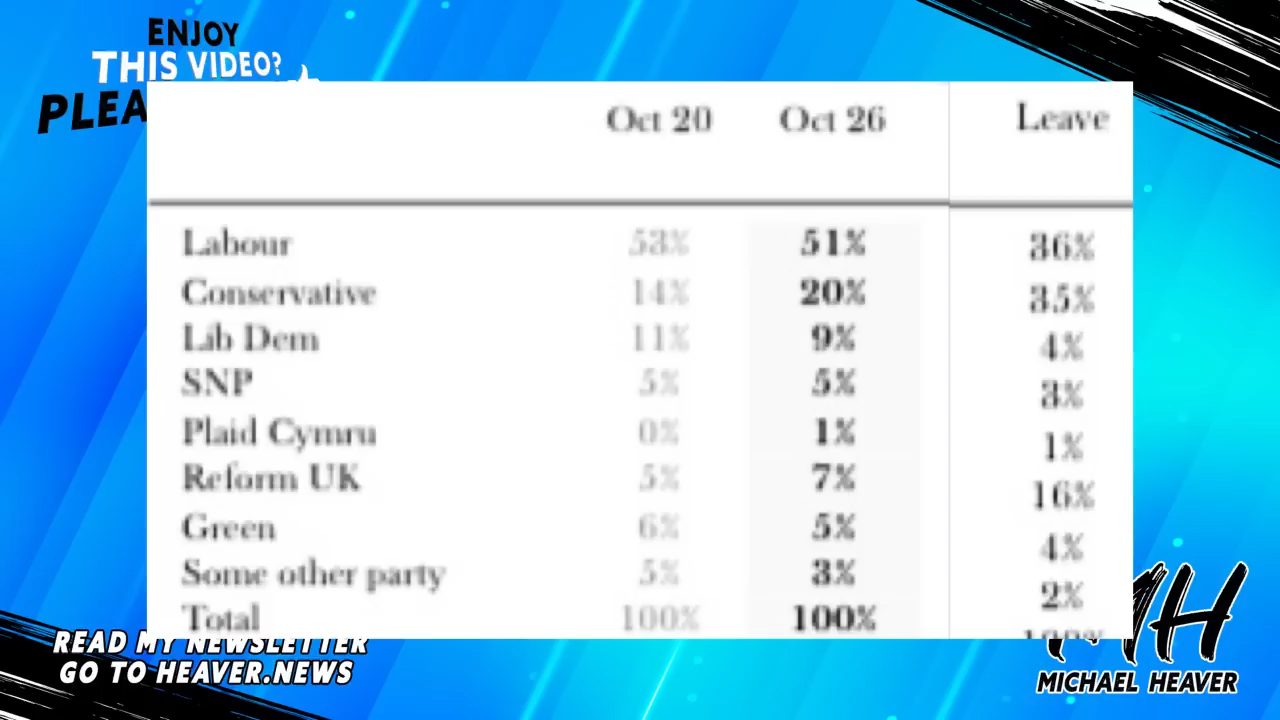 ENJOY
THIS VIDEO?
PLEA
Oct 20 Oct 26 Leave
Labour 53% 51% 36%
Conservative 14% 20% 35%
Lib Dem 11% 9% 4%
SNP 5% 5% 3%
Plaid Cymru 0% 1% 1%
Reform UK 5% 7% 16%
Green 6% 5% 4%
Some other party 5% 3% 2%
Total 100% 100% 100%
READ MY NEWSLETTER
GO TO HEAVER.NEWS
MH
MICHAEL HEAVER